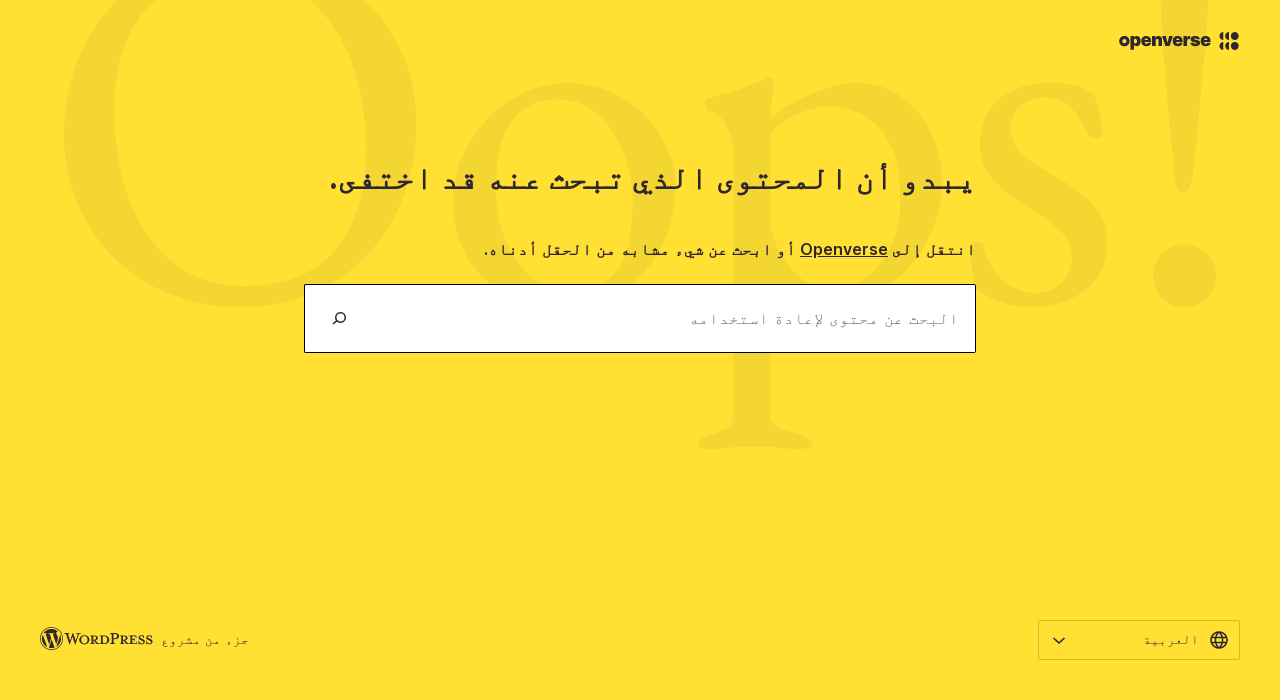 openverse
Oops!
يبدو أن المحتوى الذي تبحث عنه قد اختفى.
انتقل إلى Openverse أو ابحث عن شيء مشابه من الحقل أدناه.
البحث عن محتوى لإعادة استخدامه
العربية
جزء من مشروع WORDPRESS